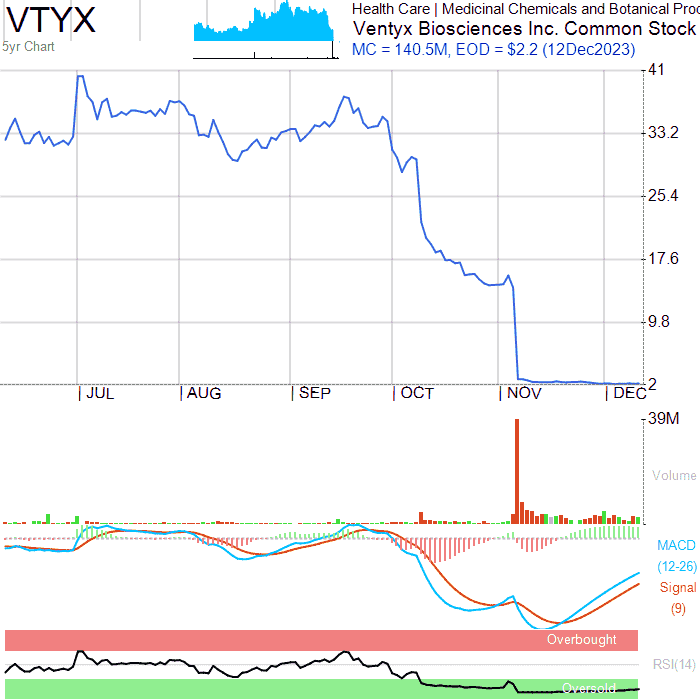 VTYX
5yr Chart
Health Care | Medicinal Chemicals and Botanical Pro
Ventyx Biosciences Inc. Common Stock
MC = 140.5M, EOD = $2.2 (12Dec2023)
41
33.2
25.4
17.6
9.8
2
JUL AUG SEP OCT NOV DEC
39M
Volume
MACD
(12-26)
Signal
(9)
Overbought
RSI(14)
Oversold